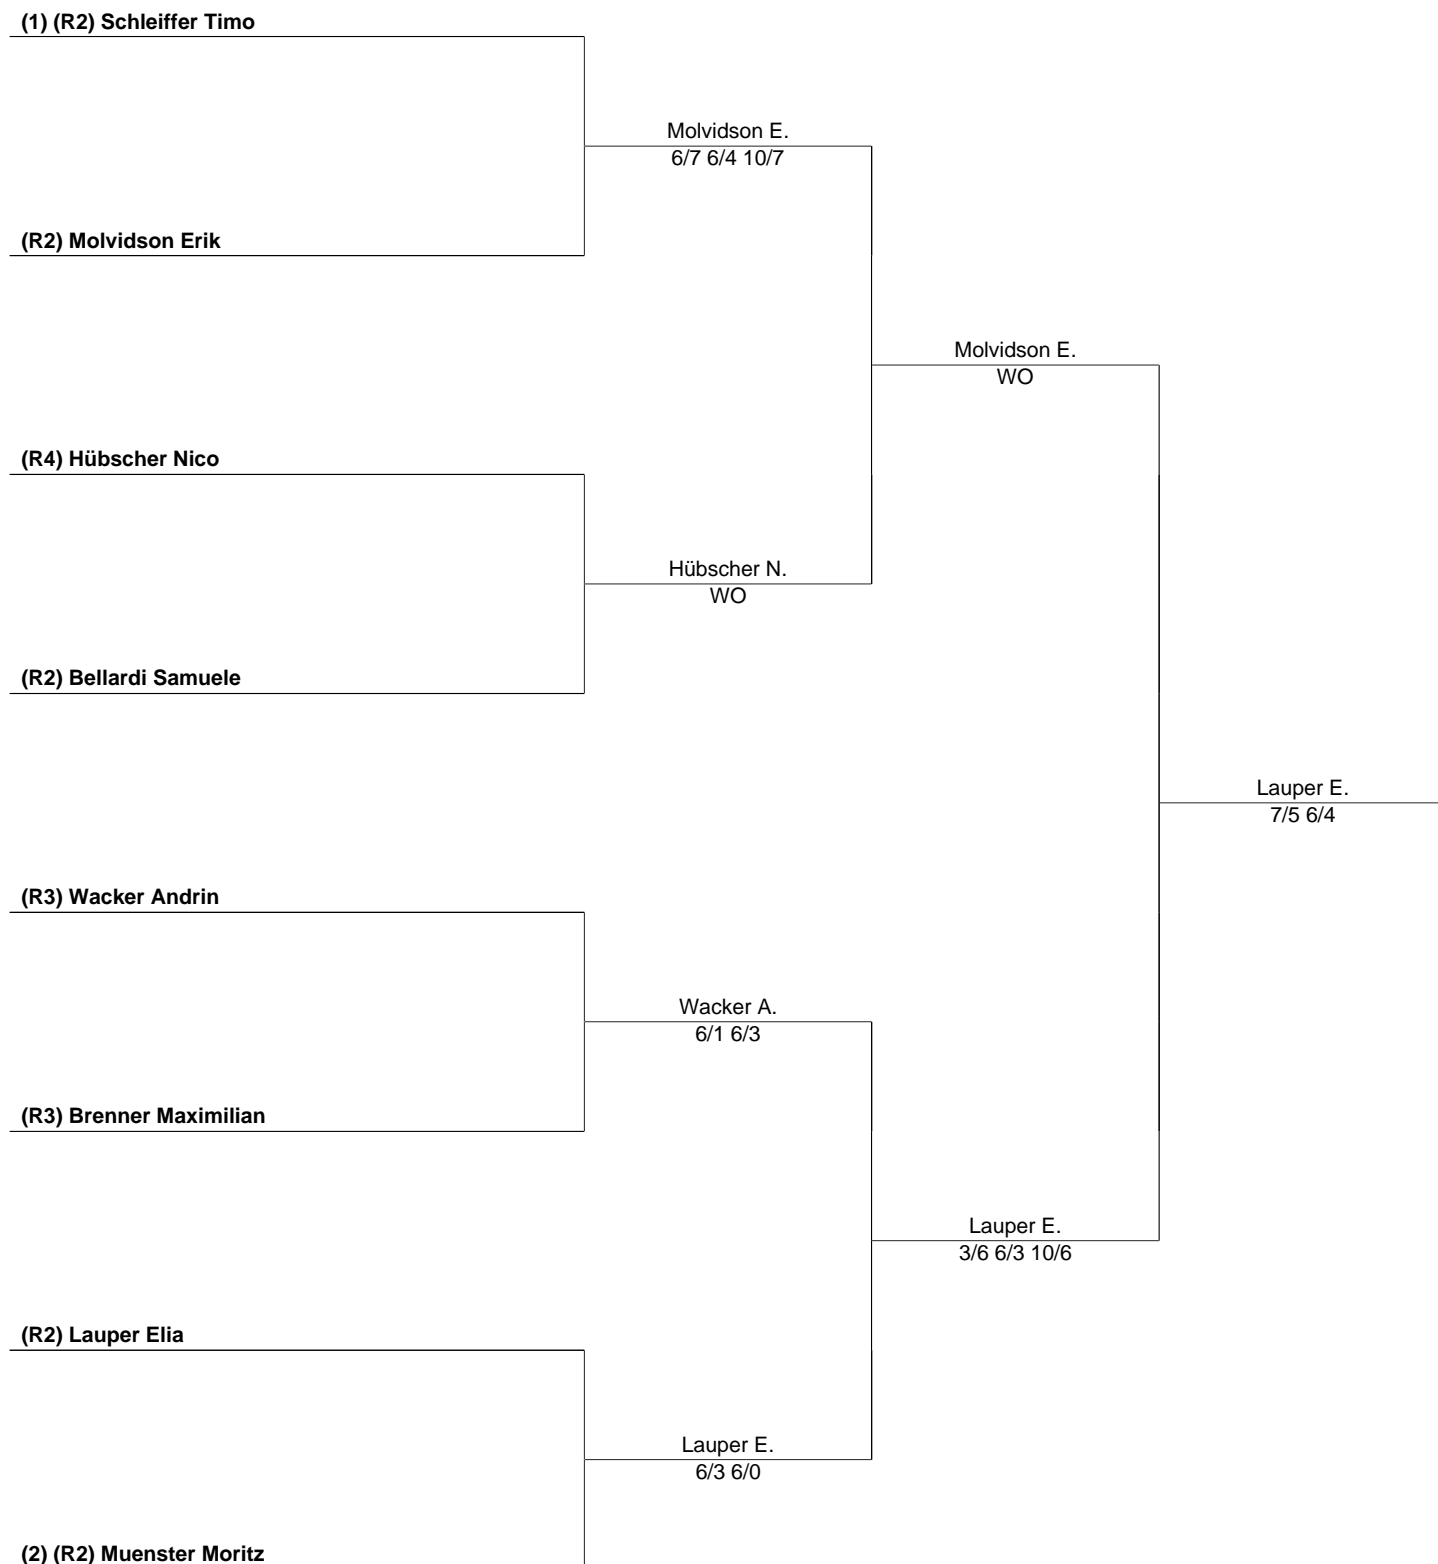 (1) (R2) Schleiffer Timo
Molvidson E.
6/7 6/4 10/7
(R2) Molvidson Erik
Molvidson E.
WO
(R4) Hübscher Nico
Hübscher N.
WO
(R2) Bellardi Samuele
Lauper E.
7/5 6/4
(R3) Wacker Andrin
Wacker A.
6/1 6/3
(R3) Brenner Maximilian
Lauper E.
3/6 6/3 10/6
(R2) Lauper Elia
Lauper E.
6/3 6/0
(2) (R2) Muenster Moritz